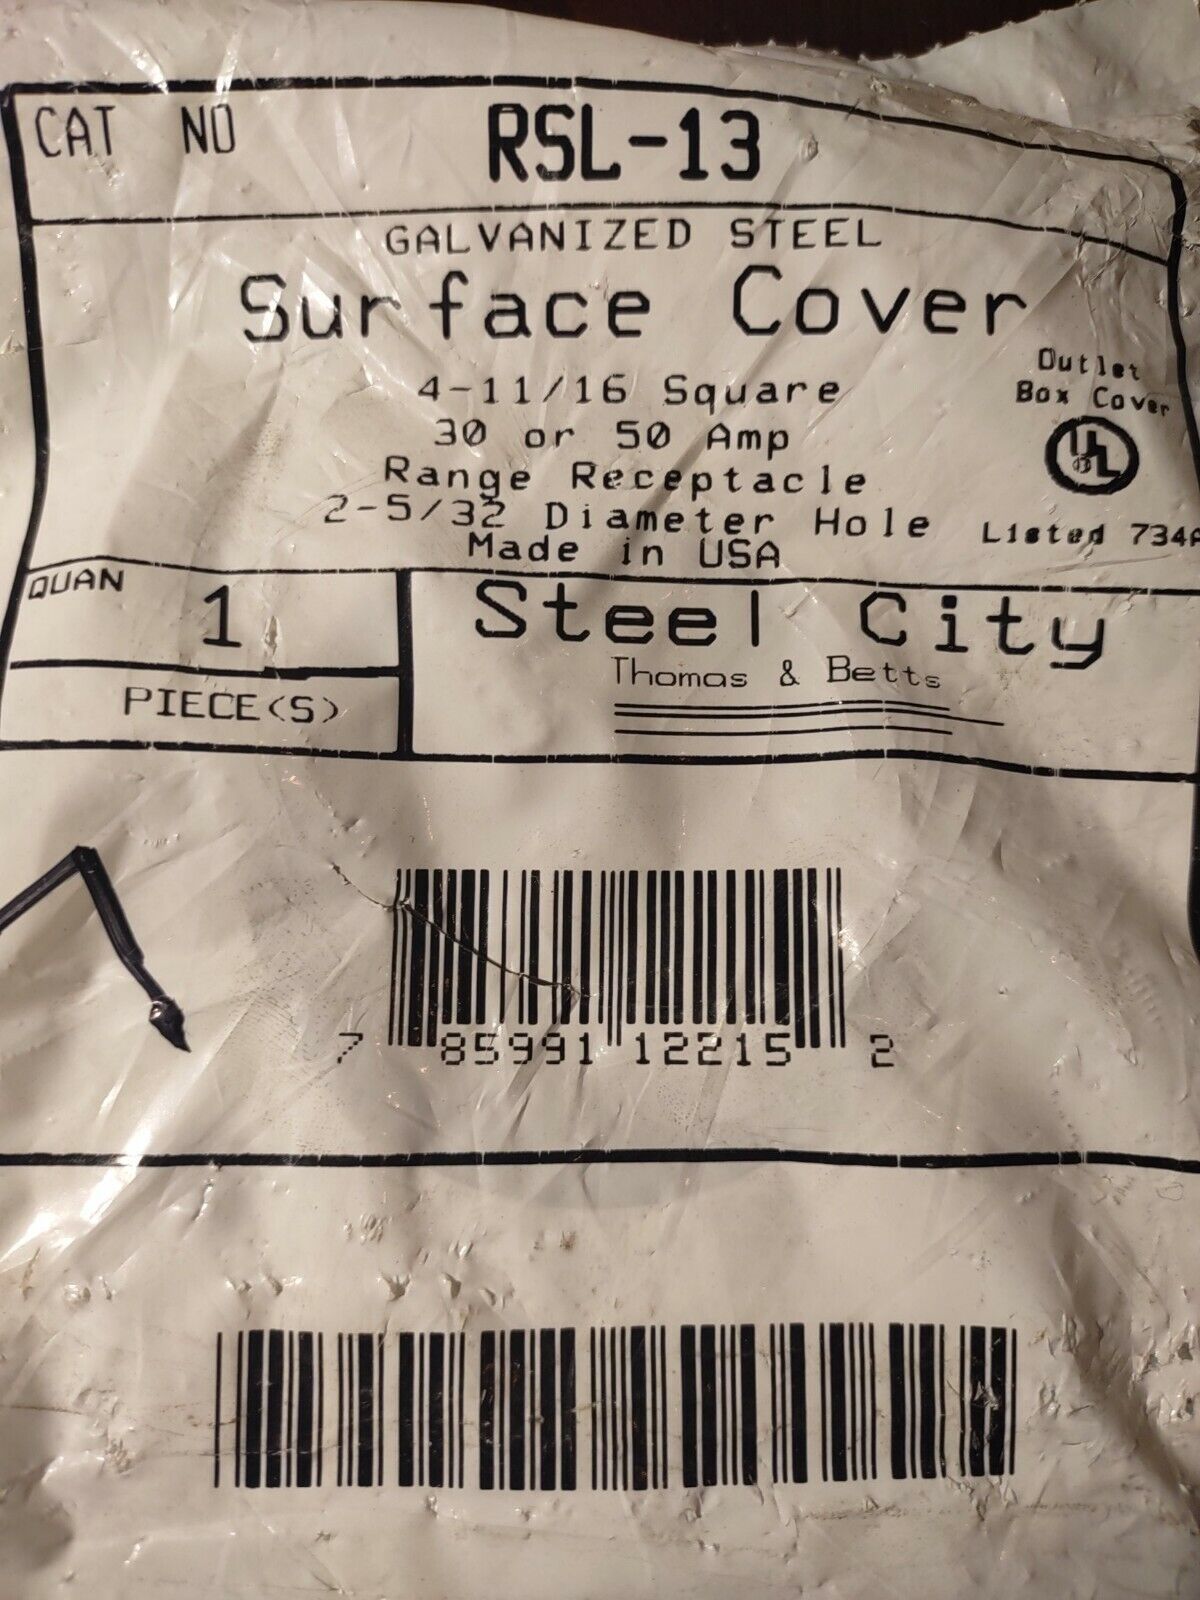 CAT NO RSL-13
GALVANIZED STEEL
Surface Cover
4-11/16 Square
30 or 50 Amp
Range Receptacle
2-5/32 Diameter Hole
Made in USA
Outlet
Box Cover
UL
Listed 734A
QUAN 1
PIECE(S)
Steel City
Thomas & Betts
7 85991 12215 2